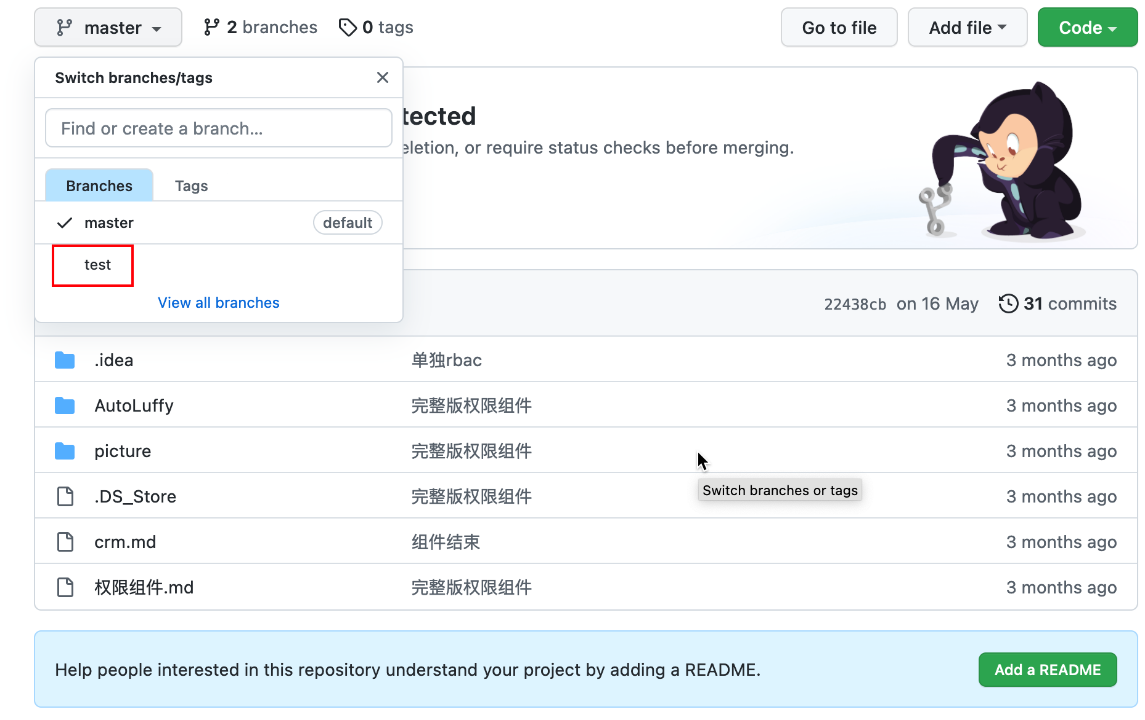 master
2 branches
0 tags
Go to file
Add file
Code
Switch branches/tags
Find or create a branch...
tected
eletion, or require status checks before merging.
Branches
Tags
master
default
test
View all branches
22438cb on 16 May
31 commits
.idea
单独rbac
3 months ago
AutoLuffy
完整版权限组件
3 months ago
picture
完整版权限组件
3 months ago
Switch branches or tags
.DS_Store
完整版权限组件
3 months ago
crm.md
组件结束
3 months ago
权限组件.md
完整版权限组件
3 months ago
Help people interested in this repository understand your project by adding a README.
Add a README